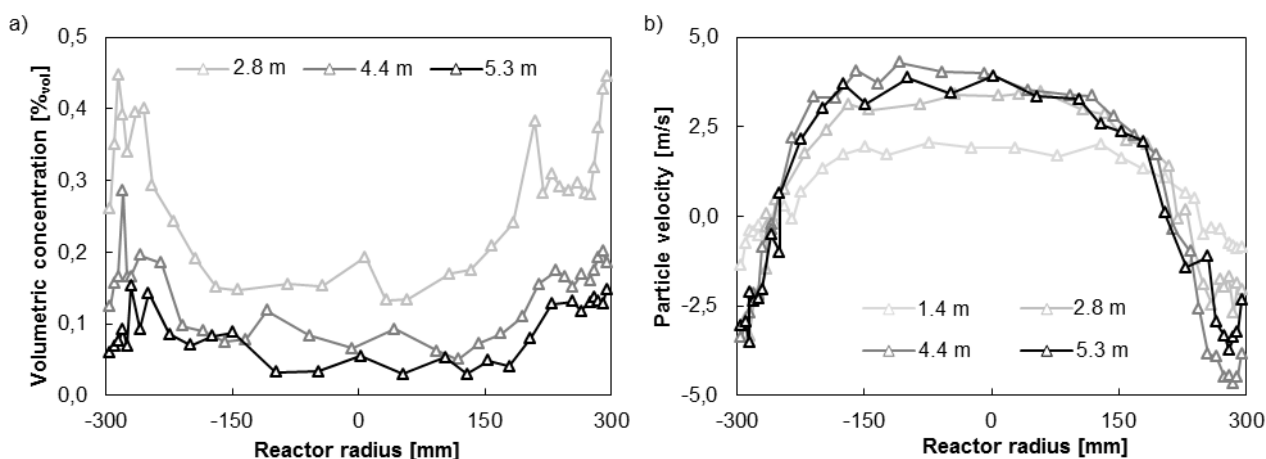 a)
0,5
0,4
0,3
0,2
0,1
0,0
Volumetric concentration [%vol]
2.8 m
4.4 m
5.3 m
-300
-150
0
150
300
Reactor radius [mm]
b)
5,0
2,5
0,0
-2,5
-5,0
Particle velocity [m/s]
1.4 m
2.8 m
4.4 m
5.3 m
-300
-150
0
150
300
Reactor radius [mm]